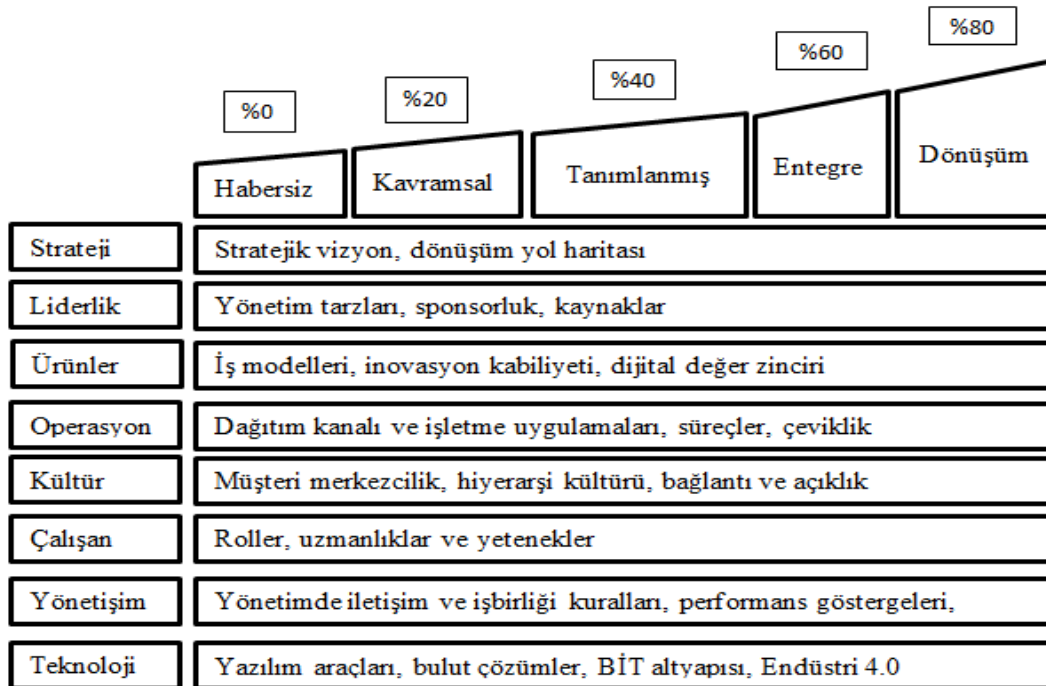 %0
%20
%40
%60
%80
Habersiz
Kavramsal
Tanımlanmış
Entegre
Dönüşüm
Strateji
Stratejik vizyon, dönüşüm yol haritası
Liderlik
Yönetim tarzları, sponsorluk, kaynaklar
Ürünler
İş modelleri, inovasyon kabiliyeti, dijital değer zinciri
Operasyon
Dağıtım kanalı ve işletme uygulamaları, süreçler, çeviklik
Kültür
Müşteri merkezcilik, hiyerarşi kültürü, bağlantı ve açıklık
Çalışan
Roller, uzmanlıklar ve yetenekler
Yönetişim
Yönetimde iletişim ve işbirliği kuralları, performans göstergeleri,
Teknoloji
Yazılım araçları, bulut çözümler, BİT altyapısı, Endüstri 4.0